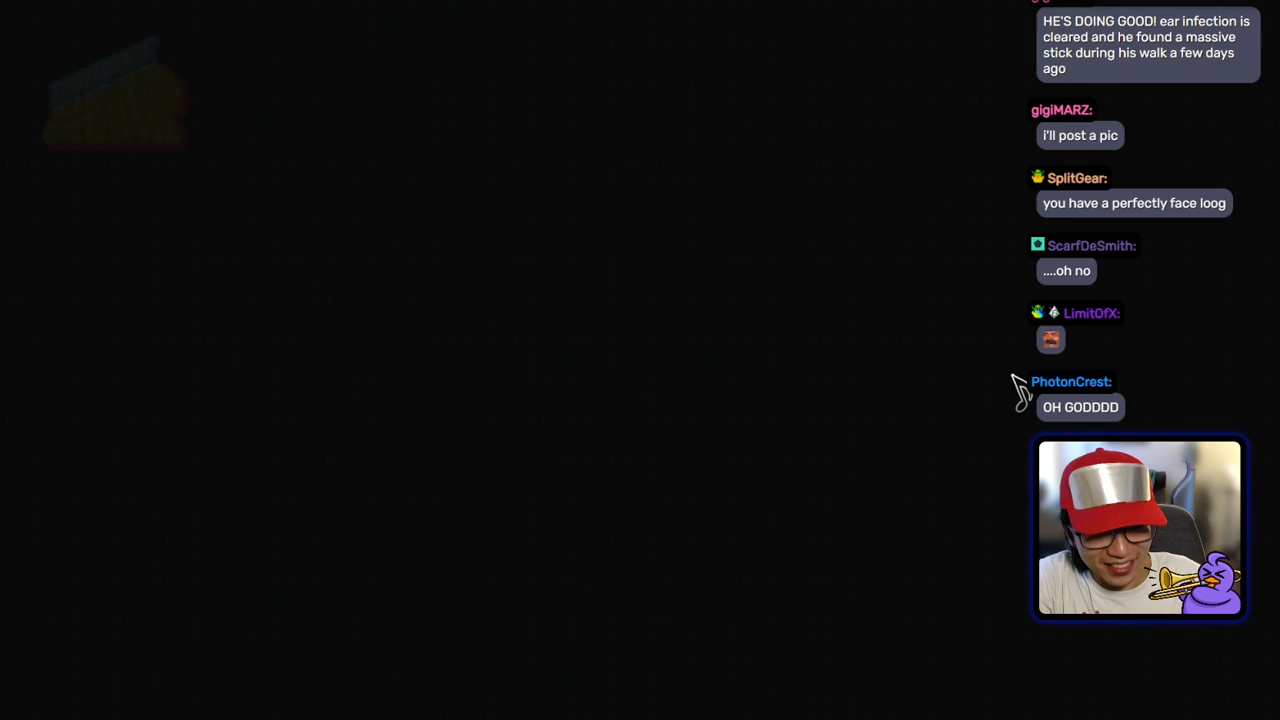 HE'S DOING GOOD! ear infection is
cleared and he found a massive
stick during his walk a few days
ago
gigiMARZ:
i'll post a pic
SplitGear:
you have a perfectly face loog
ScarfDeSmith:
....oh no
LimitOfX:
PhotonCrest:
OH GODDDD